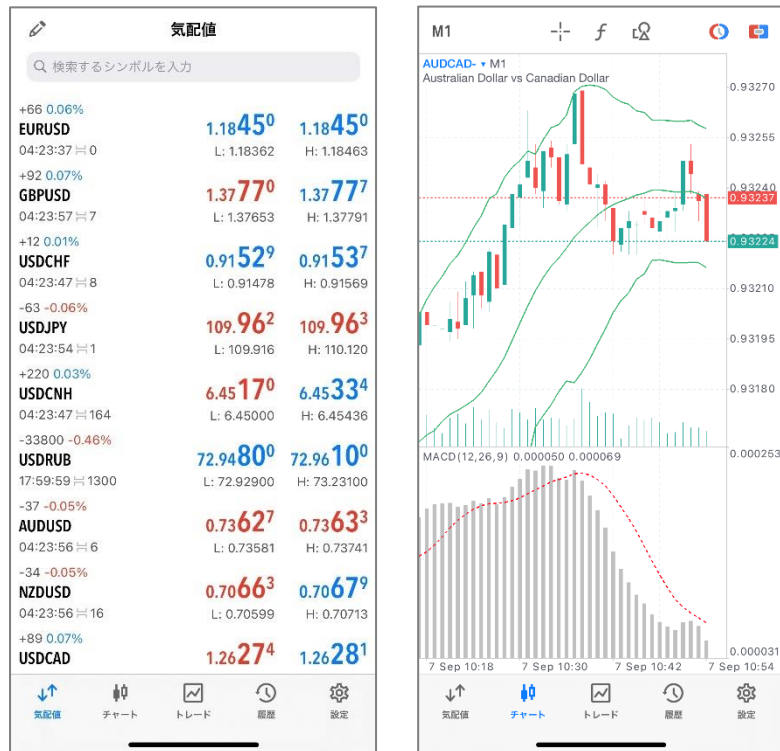 気配値
検索するシンボルを入力
+66 0.06%
EURUSD 1.18450 1.18450
04:23:37 0 L: 1.18362 H: 1.18463
+92 0.07%
GBPUSD 1.37770 1.37777
04:23:57 7 L: 1.37653 H: 1.37791
+12 0.01%
USDCHF 0.91529 0.91537
04:23:47 8 L: 0.91478 H: 0.91569
-63 -0.06%
USDJPY 109.962 109.963
04:23:54 1 L: 109.916 H: 110.120
+220 0.03%
USDCNH 6.45170 6.45334
04:23:47 164 L: 6.45000 H: 6.45436
-33800 -0.46%
USDRUB 72.94800 72.96100
17:59:59 1300 L: 72.92900 H: 73.23100
-37 -0.05%
AUDUSD 0.73627 0.73633
04:23:56 6 L: 0.73581 H: 0.73741
-34 -0.05%
NZDUSD 0.70663 0.70679
04:23:56 16 L: 0.70599 H: 0.70713
+89 0.07%
USDCAD 1.26274 1.26281
気配値 チャート トレード 履歴 設定
M1 f
AUDCAD- M1
Australian Dollar vs Canadian Dollar
0.93270
0.93255
0.93240
0.93237
0.93224
0.93210
0.93195
0.93180
MACD(12,26,9) 0.000050 0.000069
0.000263
0.000031
7 Sep 10:18 7 Sep 10:30 7 Sep 10:42 7 Sep 10:54
気配値 チャート トレード 履歴 設定